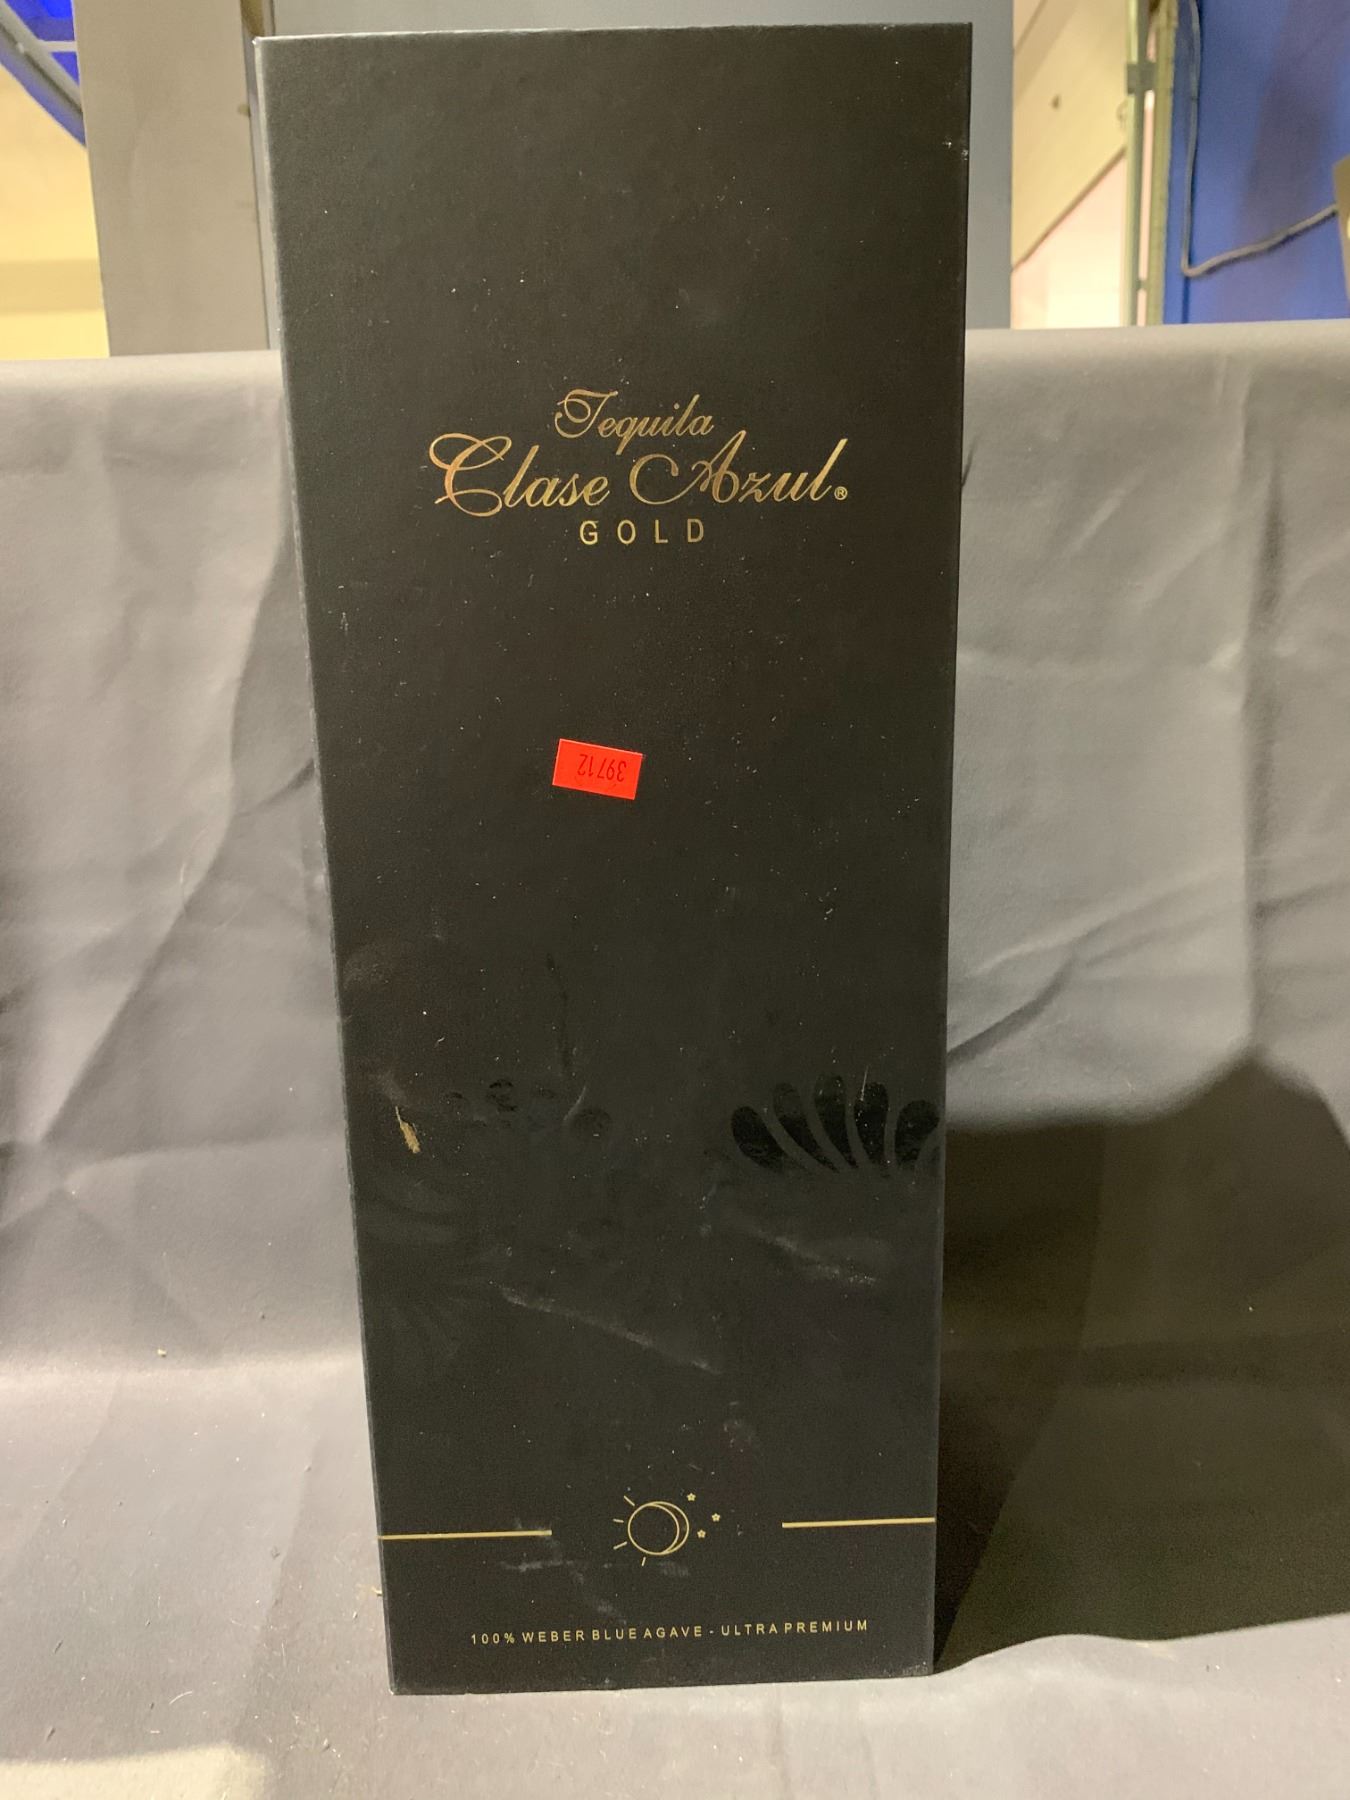 Tequila
Clase Azul®
GOLD
39712
100% WEBER BLUE AGAVE - ULTRA PREMIUM